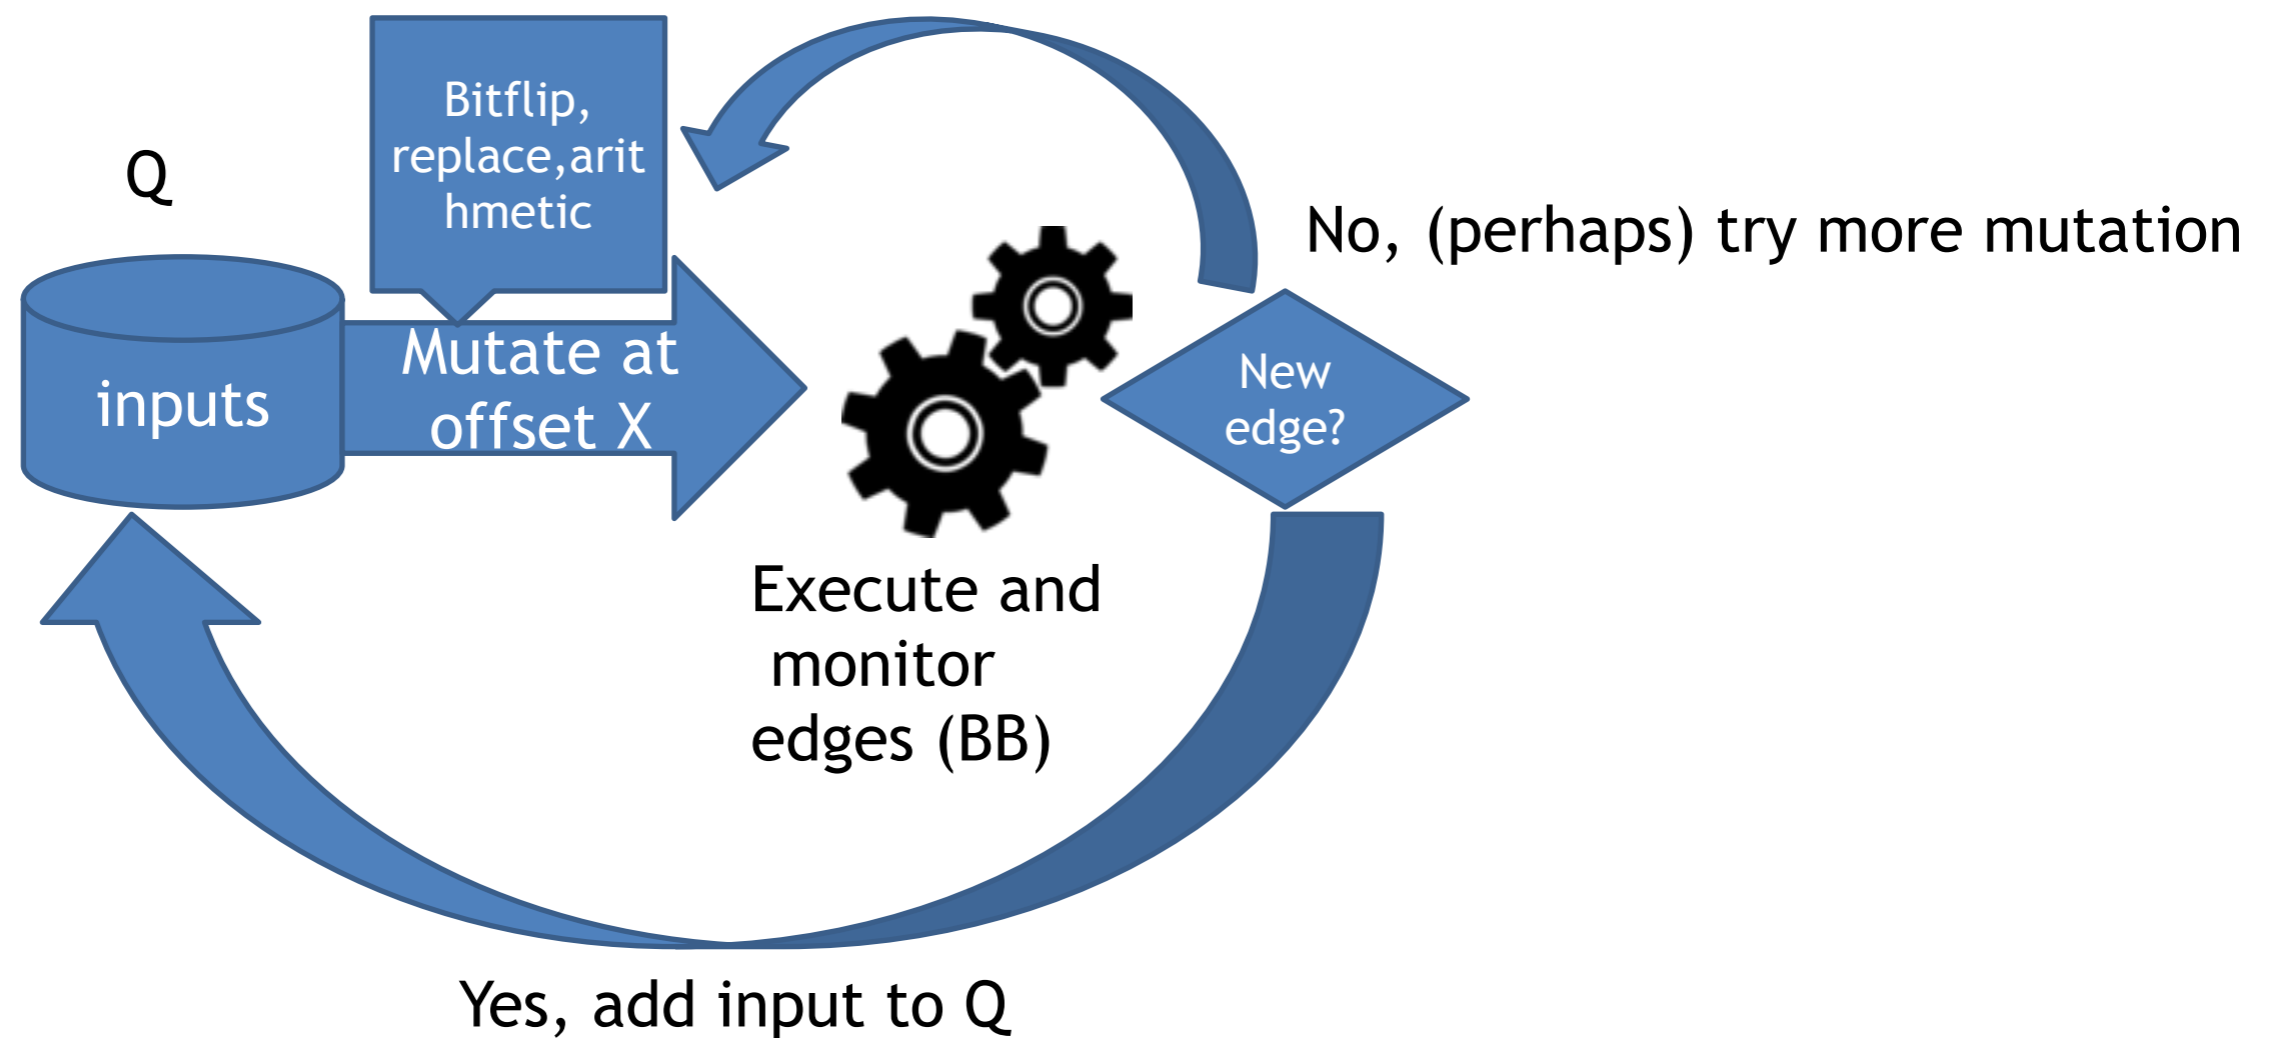 Bitflip,
replace,arit
hmetic
Q
No, (perhaps) try more mutation
inputs
Mutate at
offset X
New
edge?
Execute and
monitor
edges (BB)
Yes, add input to Q